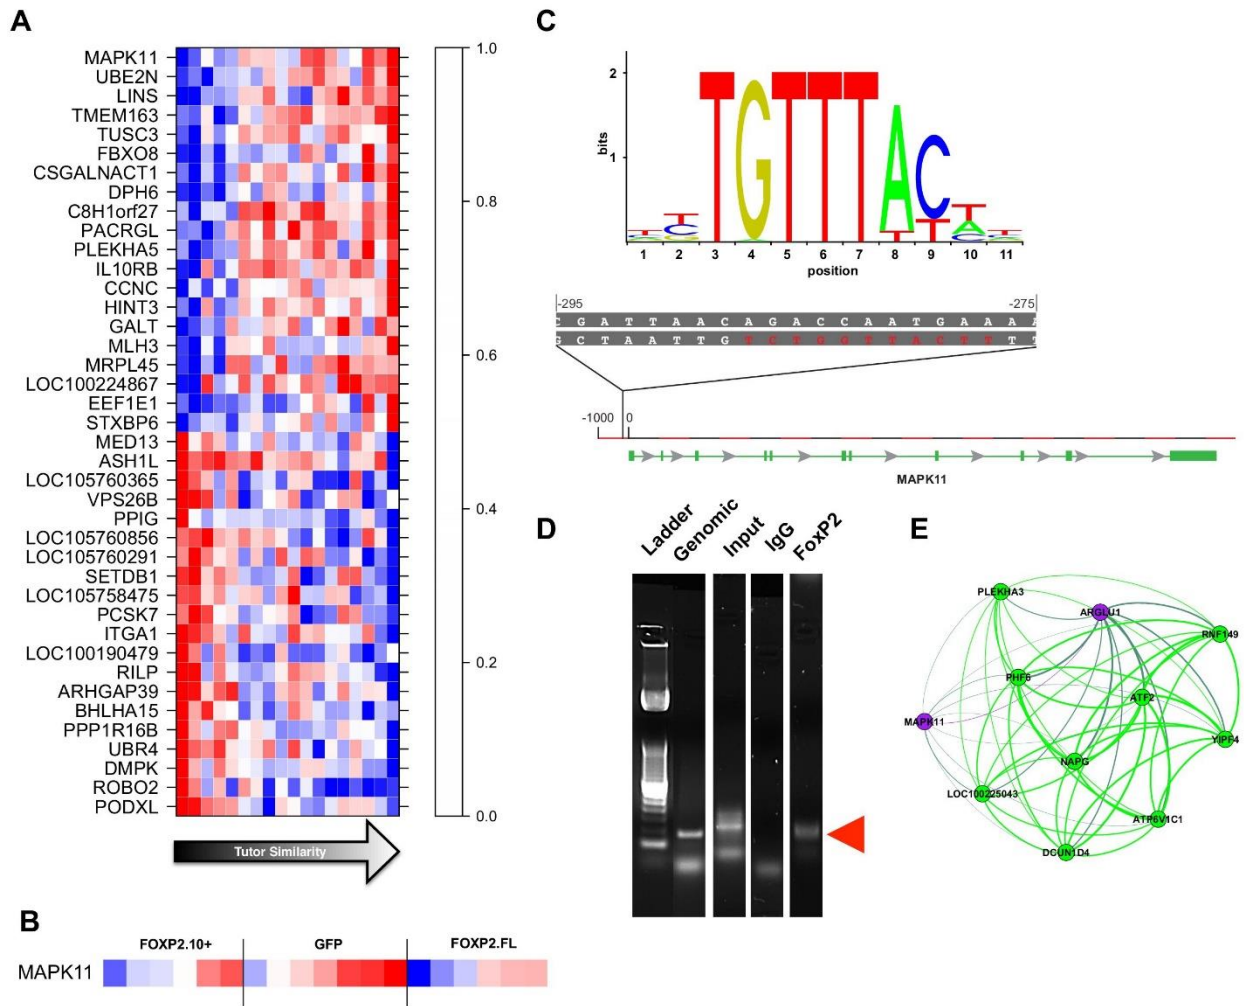 A
MAPK11
UBE2N
LINS
TMEM163
TUSC3
FBXO8
CSGALNACT1
DPH6
C8H1orf27
PACRGL
PLEKHA5
IL10RB
CCNC
HINT3
GALT
MLH3
MRPL45
LOC100224867
EEF1E1
STXBP6
MED13
ASH1L
LOC105760365
VPS26B
PPIG
LOC105760856
LOC105760291
SETDB1
LOC105758475
PCSK7
ITGA1
LOC100190479
RILP
ARHGAP39
BHLHA15
PPP1R16B
UBR4
DMPK
ROBO2
PODXL
1.0
0.8
0.6
0.4
0.2
0.0
Tutor Similarity
B
FOXP2.10+ GFP FOXP2.FL
MAPK11
C
bits
2
1
T C T G T T T A C T A
1 2 3 4 5 6 7 8 9 10 11
position
-295 -275
C G A T T A A C A G A C C A A T G A A A A
G C T A A T T G T C T G G T T A C T T T T
-1000 0
MAPK11
D
Ladder Genomic Input IgG FoxP2
E
PLEKHA3
ARGLU1
RNF149
PHF6
ATF2
MAPK11
YIPF4
NAPG
LOC100225043
ATP6V1C1
DCUN1D4